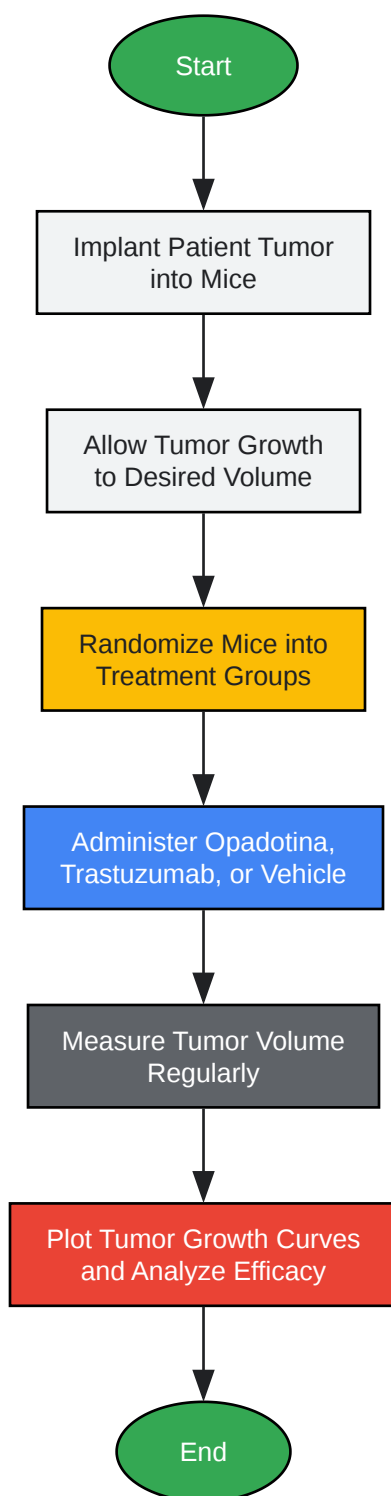 Start
Implant Patient Tumor
into Mice
Allow Tumor Growth
to Desired Volume
Randomize Mice into
Treatment Groups
Administer Opadotina,
Trastuzumab, or Vehicle
Measure Tumor Volume
Regularly
Plot Tumor Growth Curves
and Analyze Efficacy
End